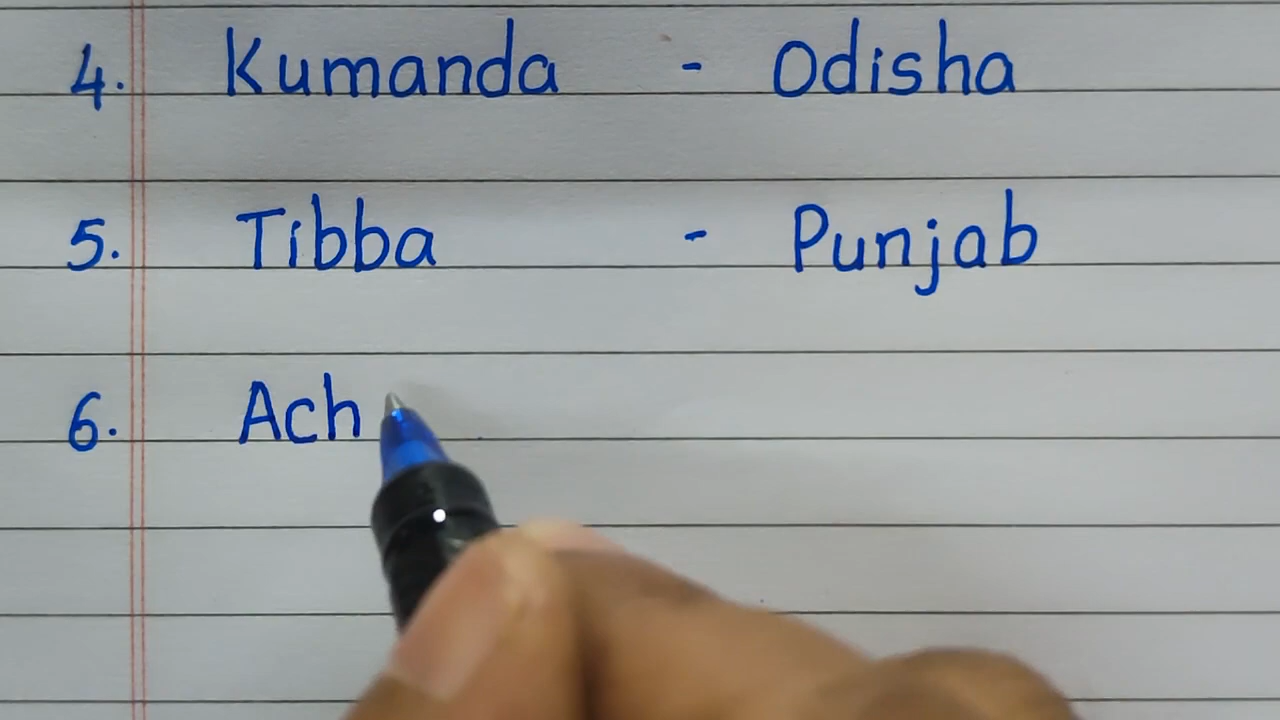 4. Kumanda - Odisha
5. Tibba - Punjab
6. Ach